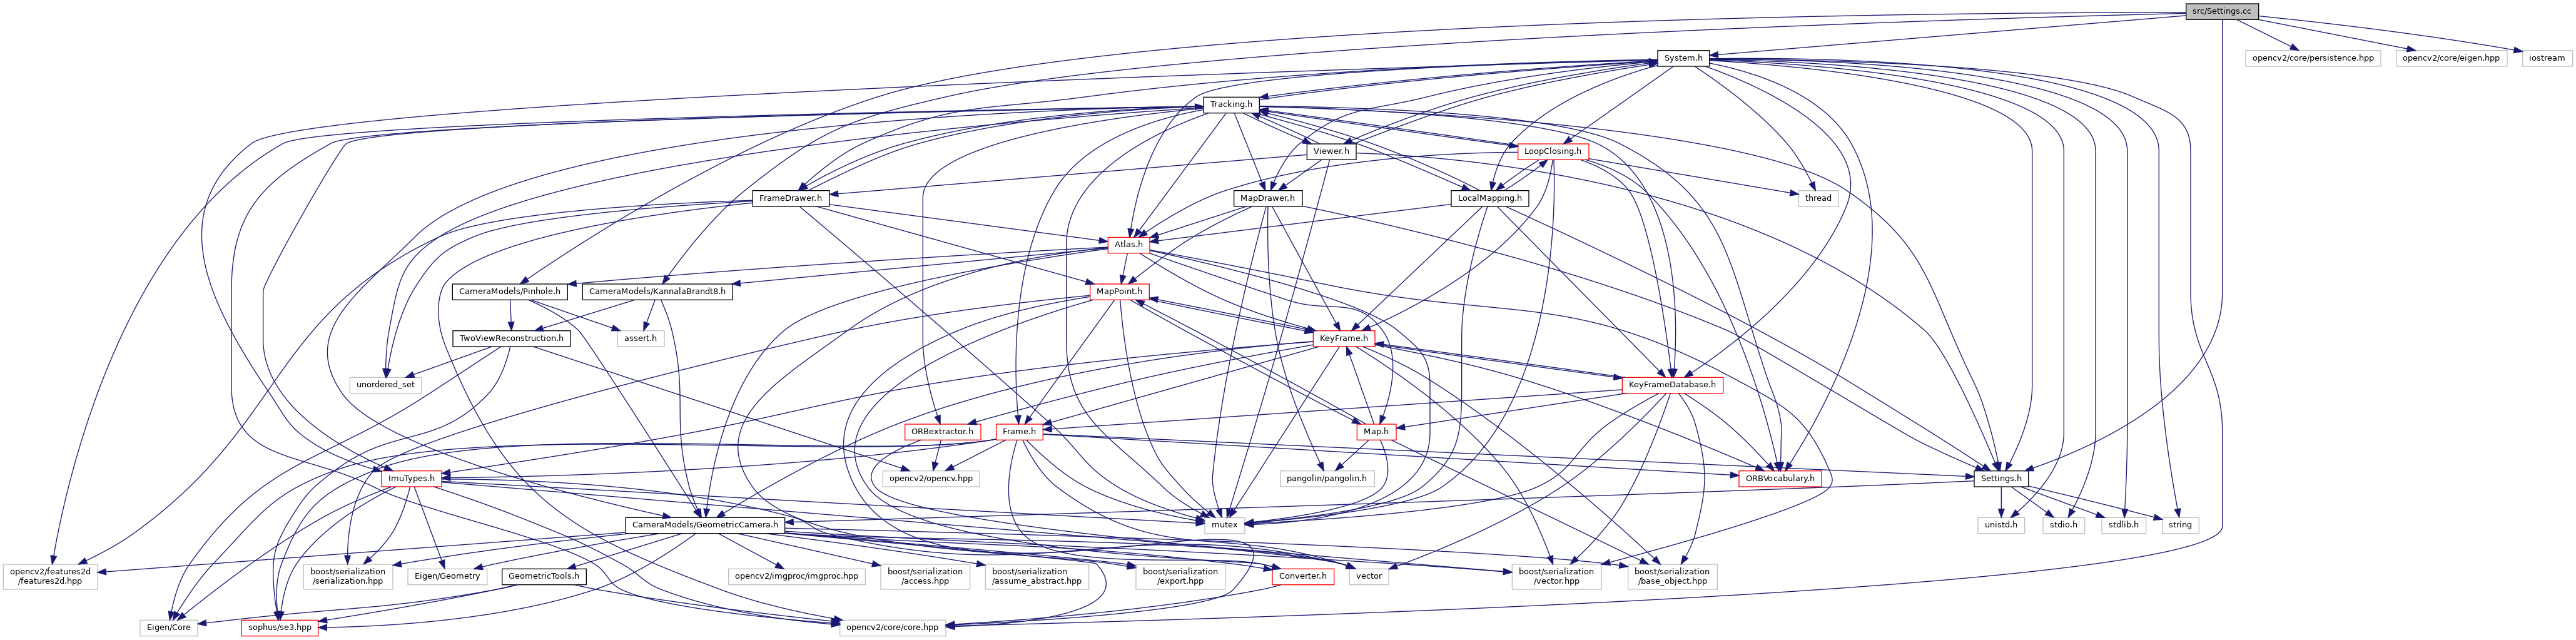 src/Settings.cc
System.h
opencv2/core/persistence.hpp
opencv2/core/eigen.hpp
iostream
Tracking.h
Viewer.h
LoopClosing.h
FrameDrawer.h
MapDrawer.h
LocalMapping.h
thread
Atlas.h
CameraModels/Pinhole.h
CameraModels/KannalaBrandt8.h
MapPoint.h
TwoViewReconstruction.h
assert.h
KeyFrame.h
unordered_set
KeyFrameDatabase.h
ORBextractor.h
Frame.h
Map.h
ImuTypes.h
opencv2/opencv.hpp
pangolin/pangolin.h
ORBVocabulary.h
Settings.h
CameraModels/GeometricCamera.h
mutex
unistd.h
stdio.h
stdlib.h
string
opencv2/features2d
/features2d.hpp
boost/serialization
/serialization.hpp
Eigen/Geometry
GeometricTools.h
opencv2/imgproc/imgproc.hpp
boost/serialization
/access.hpp
boost/serialization
/assume_abstract.hpp
boost/serialization
/export.hpp
Converter.h
vector
boost/serialization
/vector.hpp
boost/serialization
/base_object.hpp
Eigen/Core
sophus/se3.hpp
opencv2/core/core.hpp